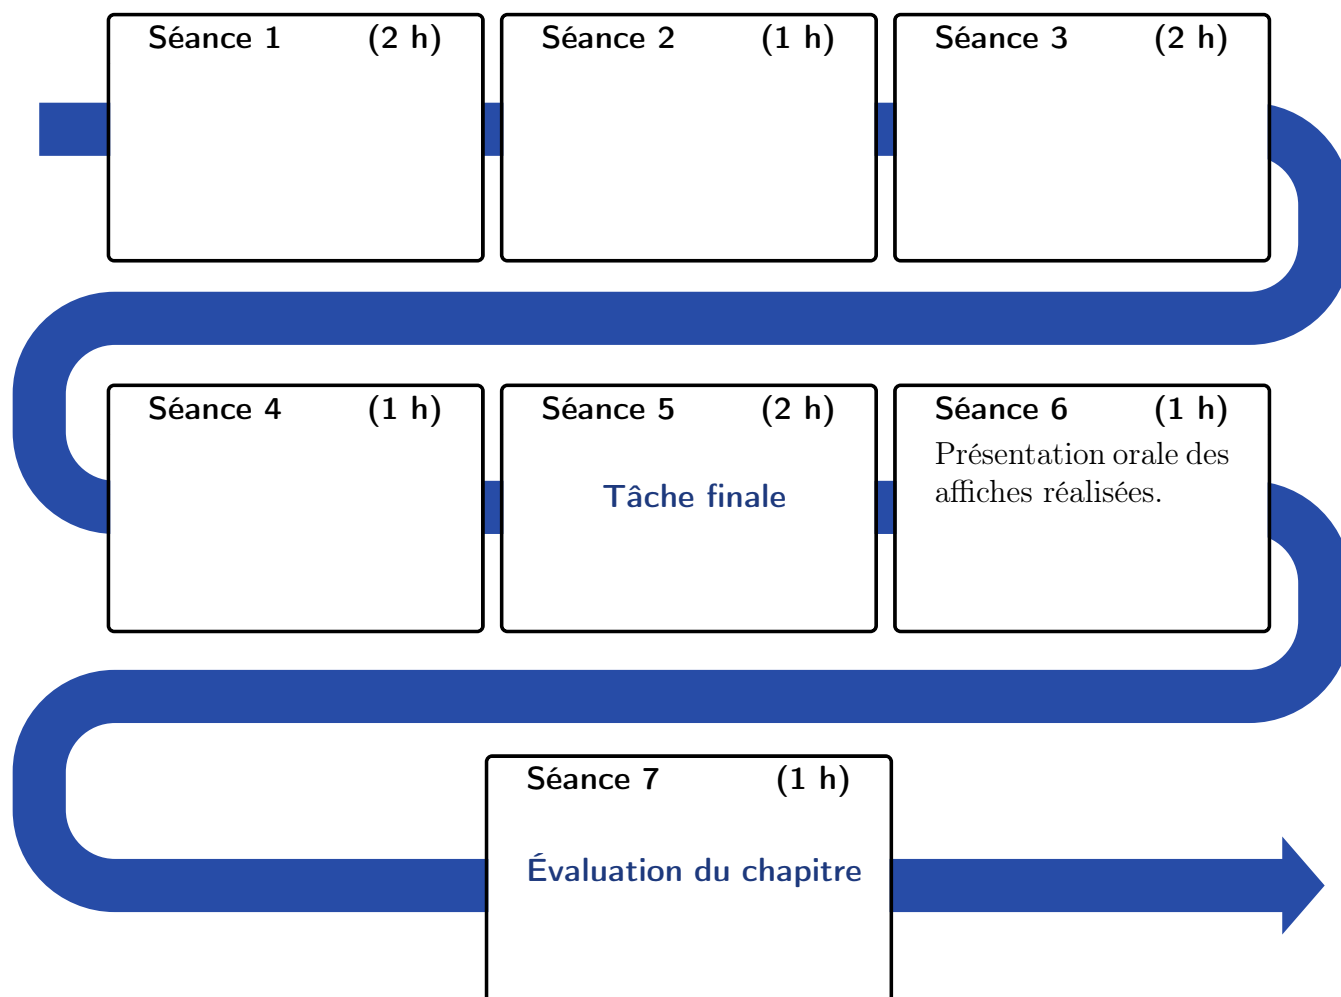 Séance 1 (2 h)
Séance 2 (1 h)
Séance 3 (2 h)
Séance 4 (1 h)
Séance 5 (2 h)
Tâche finale
Séance 6 (1 h)
Présentation orale des
affiches réalisées.
Séance 7 (1 h)
Évaluation du chapitre